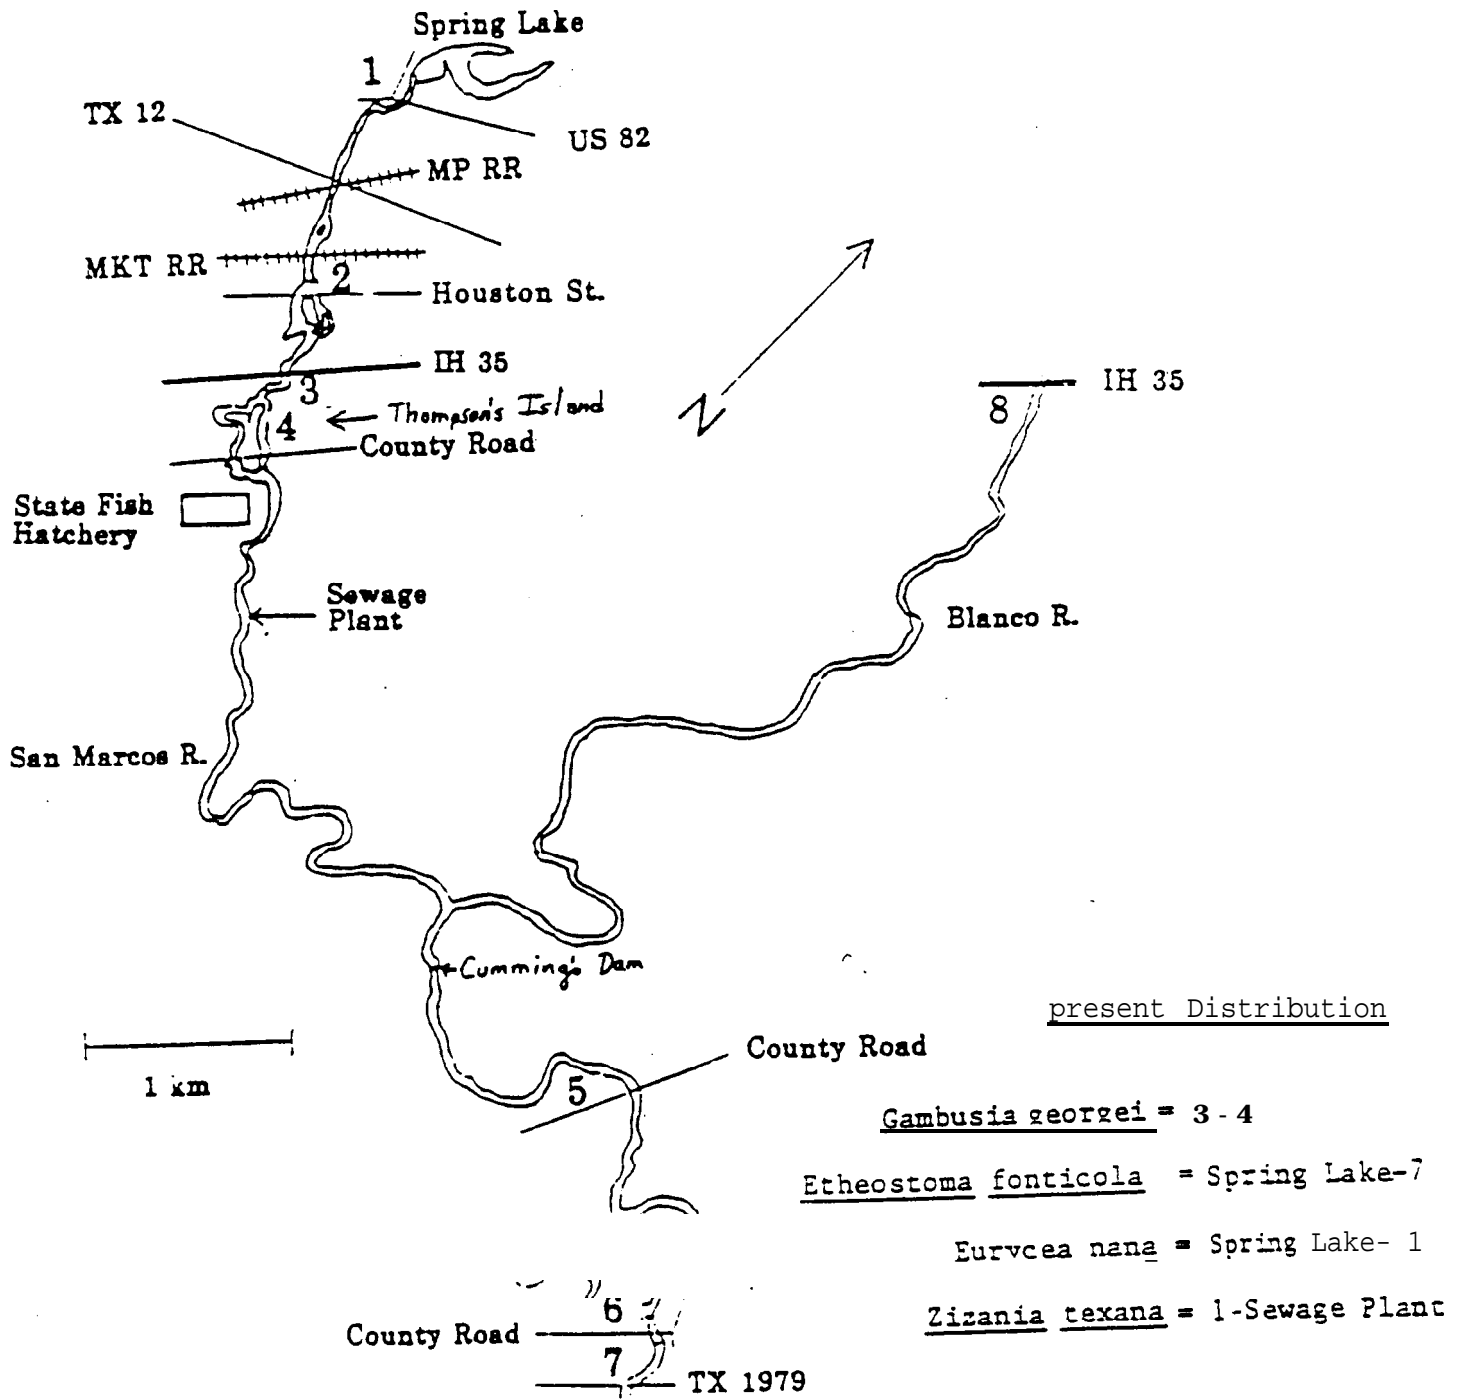 Spring Lake
1
TX 12
US 82
MP RR
MKT RR
2
Houston St.
IH 35
3
Thompson's Island
4
County Road
N
IH 35
8
State Fish
Hatchery
Sewage
Plant
Blanco R.
San Marcos R.
Cumming's Dam
1 km
present Distribution
County Road
5
Gambusia georgei = 3 - 4
Etheostoma fonticola = Spring Lake-7
Eurycea nana = Spring Lake- 1
Zizania texana = 1-Sewage Plant
6
County Road
7
TX 1979